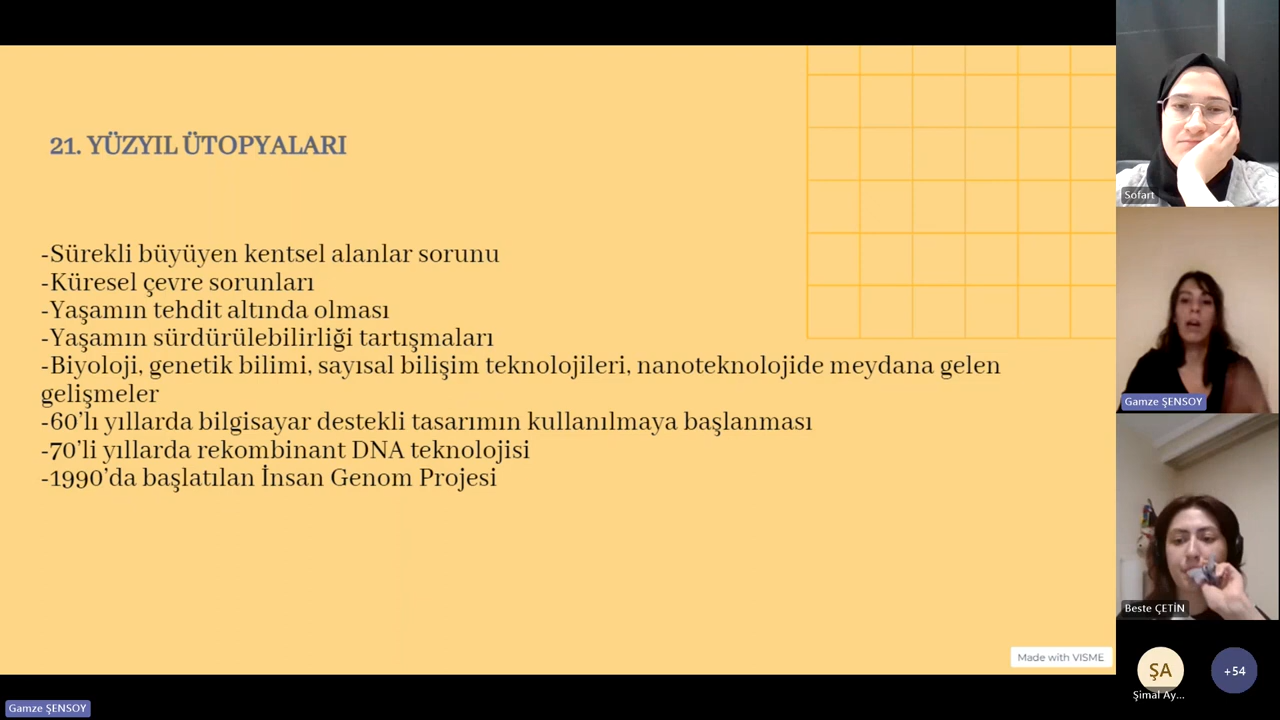 21. YÜZYIL ÜTOPYALARI
-Sürekli büyüyen kentsel alanlar sorunu
-Küresel çevre sorunları
-Yaşamın tehdit altında olması
-Yaşamın sürdürülebilirliği tartışmaları
-Biyoloji, genetik bilimi, sayısal bilişim teknolojileri, nanoteknolojide meydana gelen
gelişmeler
-60’lı yıllarda bilgisayar destekli tasarımın kullanılmaya başlanması
-70’li yıllarda rekombinant DNA teknolojisi
-1990’da başlatılan İnsan Genom Projesi
Made with VISME
Gamze ŞENSOY
Sofart
Gamze ŞENSOY
Beste ÇETİN
ŞA
Şimal Ay...
+54